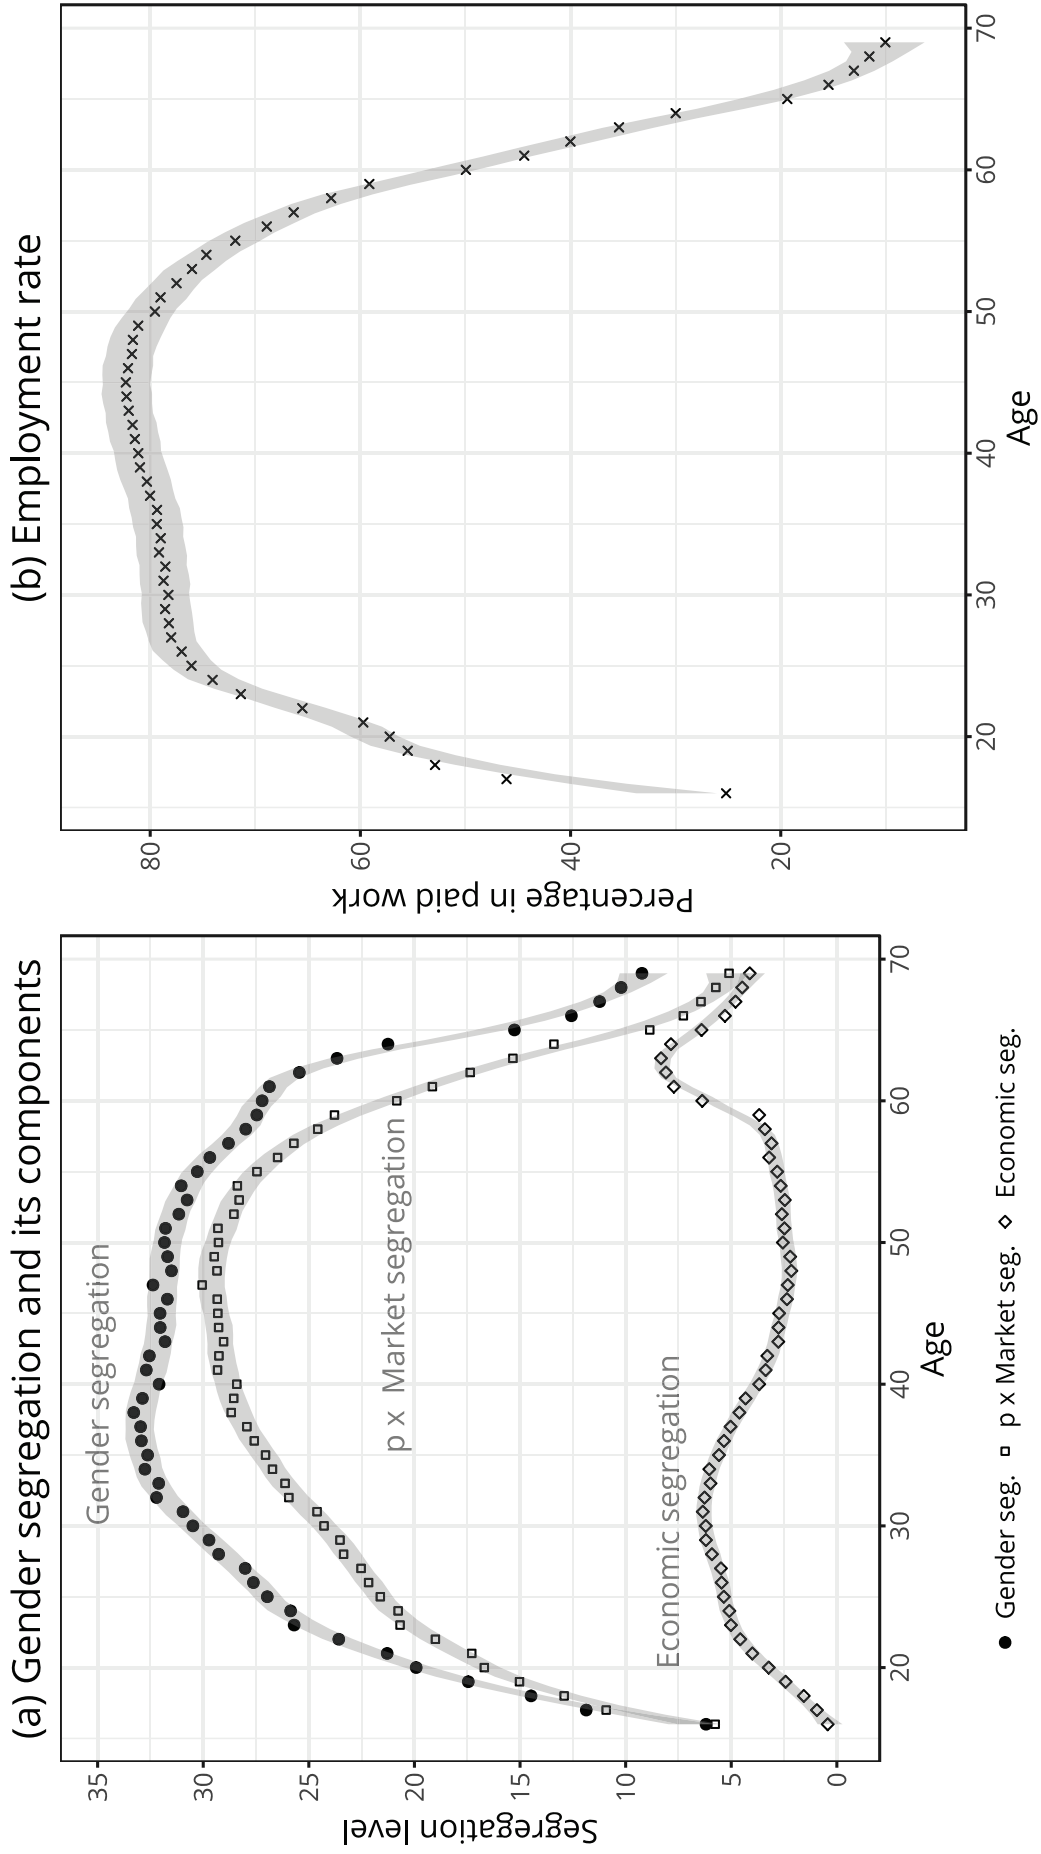 (a) Gender segregation and its components
Segregation level
35
30
25
20
15
10
5
0
Gender segregation
p x Market segregation
Economic segregation
20
30
40
50
60
70
Age
Gender seg.
p x Market seg.
Economic seg.
(b) Employment rate
Percentage in paid work
80
60
40
20
20
30
40
50
60
70
Age